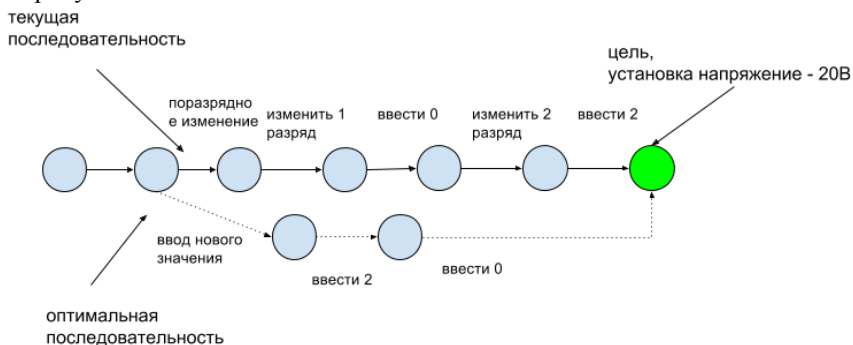 текущая
последовательность
цель,
установка напряжение - 20В
поразрядно
е изменение
изменить 1
разряд
ввести 0
изменить 2
разряд
ввести 2
ввод нового
значения
ввести 2
ввести 0
оптимальная
последовательность